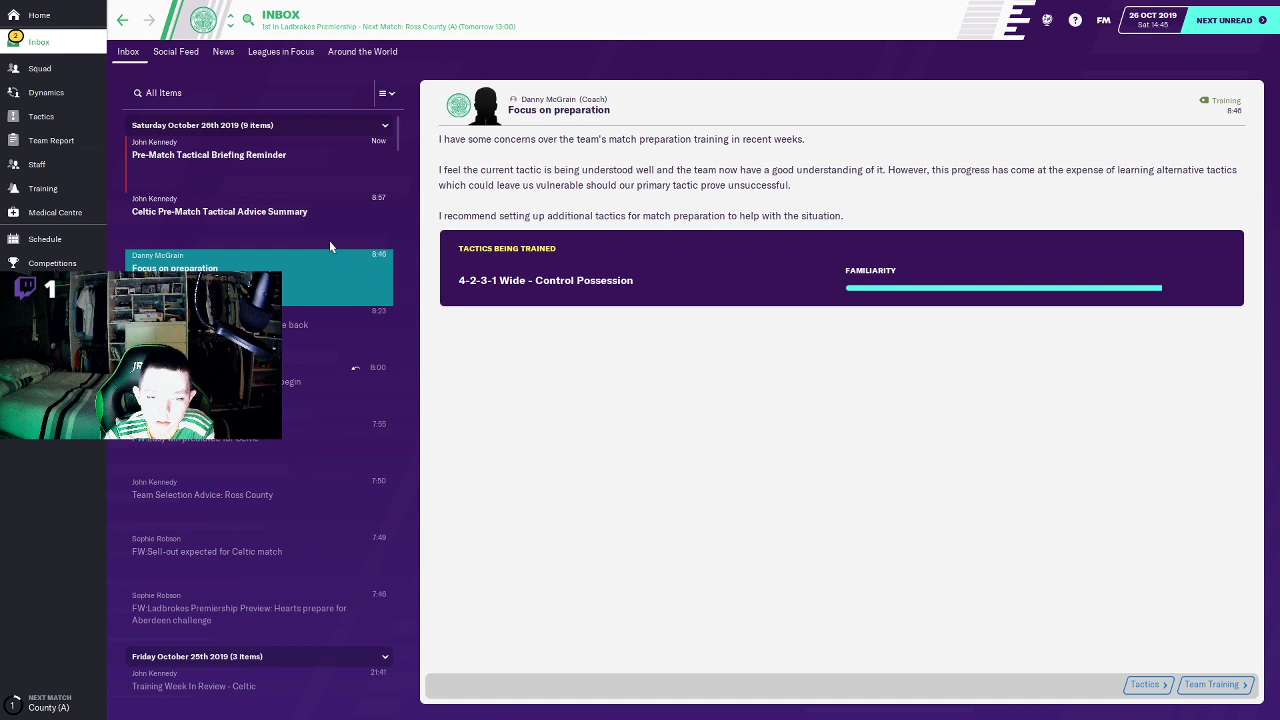 INBOX
1st in Ladbrokes Premiership - Next Match: Ross County (A) (Tomorrow 13:00)
?
FM
26 OCT 2019
Sat 14:45
NEXT UNREAD
2
Inbox
Squad
Dynamics
Tactics
Team Report
Staff
Training
Medical Centre
Schedule
Competitions
1
1
NEXT MATCH
County (A)
Inbox
Social Feed
News
Leagues in Focus
Around the World
All Items
Saturday October 26th 2019 (9 items)
John Kennedy
Now
Pre-Match Tactical Briefing Reminder
John Kennedy
8:57
Celtic Pre-Match Tactical Advice Summary
Danny McGrain
8:46
Focus on preparation
8:23
back
8:00
begin
7:55
John Kennedy
7:50
Team Selection Advice: Ross County
Sophie Robson
7:49
FW:Sell-out expected for Celtic match
Sophie Robson
7:46
FW:Ladbrokes Premiership Preview: Hearts prepare for
Aberdeen challenge
Friday October 25th 2019 (3 items)
John Kennedy
21:41
Training Week In Review - Celtic
Danny McGrain (Coach)
Focus on preparation
Training
8:46
I have some concerns over the team's match preparation training in recent weeks.
I feel the current tactic is being understood well and the team now have a good understanding of it. However, this progress has come at the expense of learning alternative tactics
which could leave us vulnerable should our primary tactic prove unsuccessful.
I recommend setting up additional tactics for match preparation to help with the situation.
TACTICS BEING TRAINED
4-2-3-1 Wide - Control Possession
FAMILIARITY
Tactics
Team Training